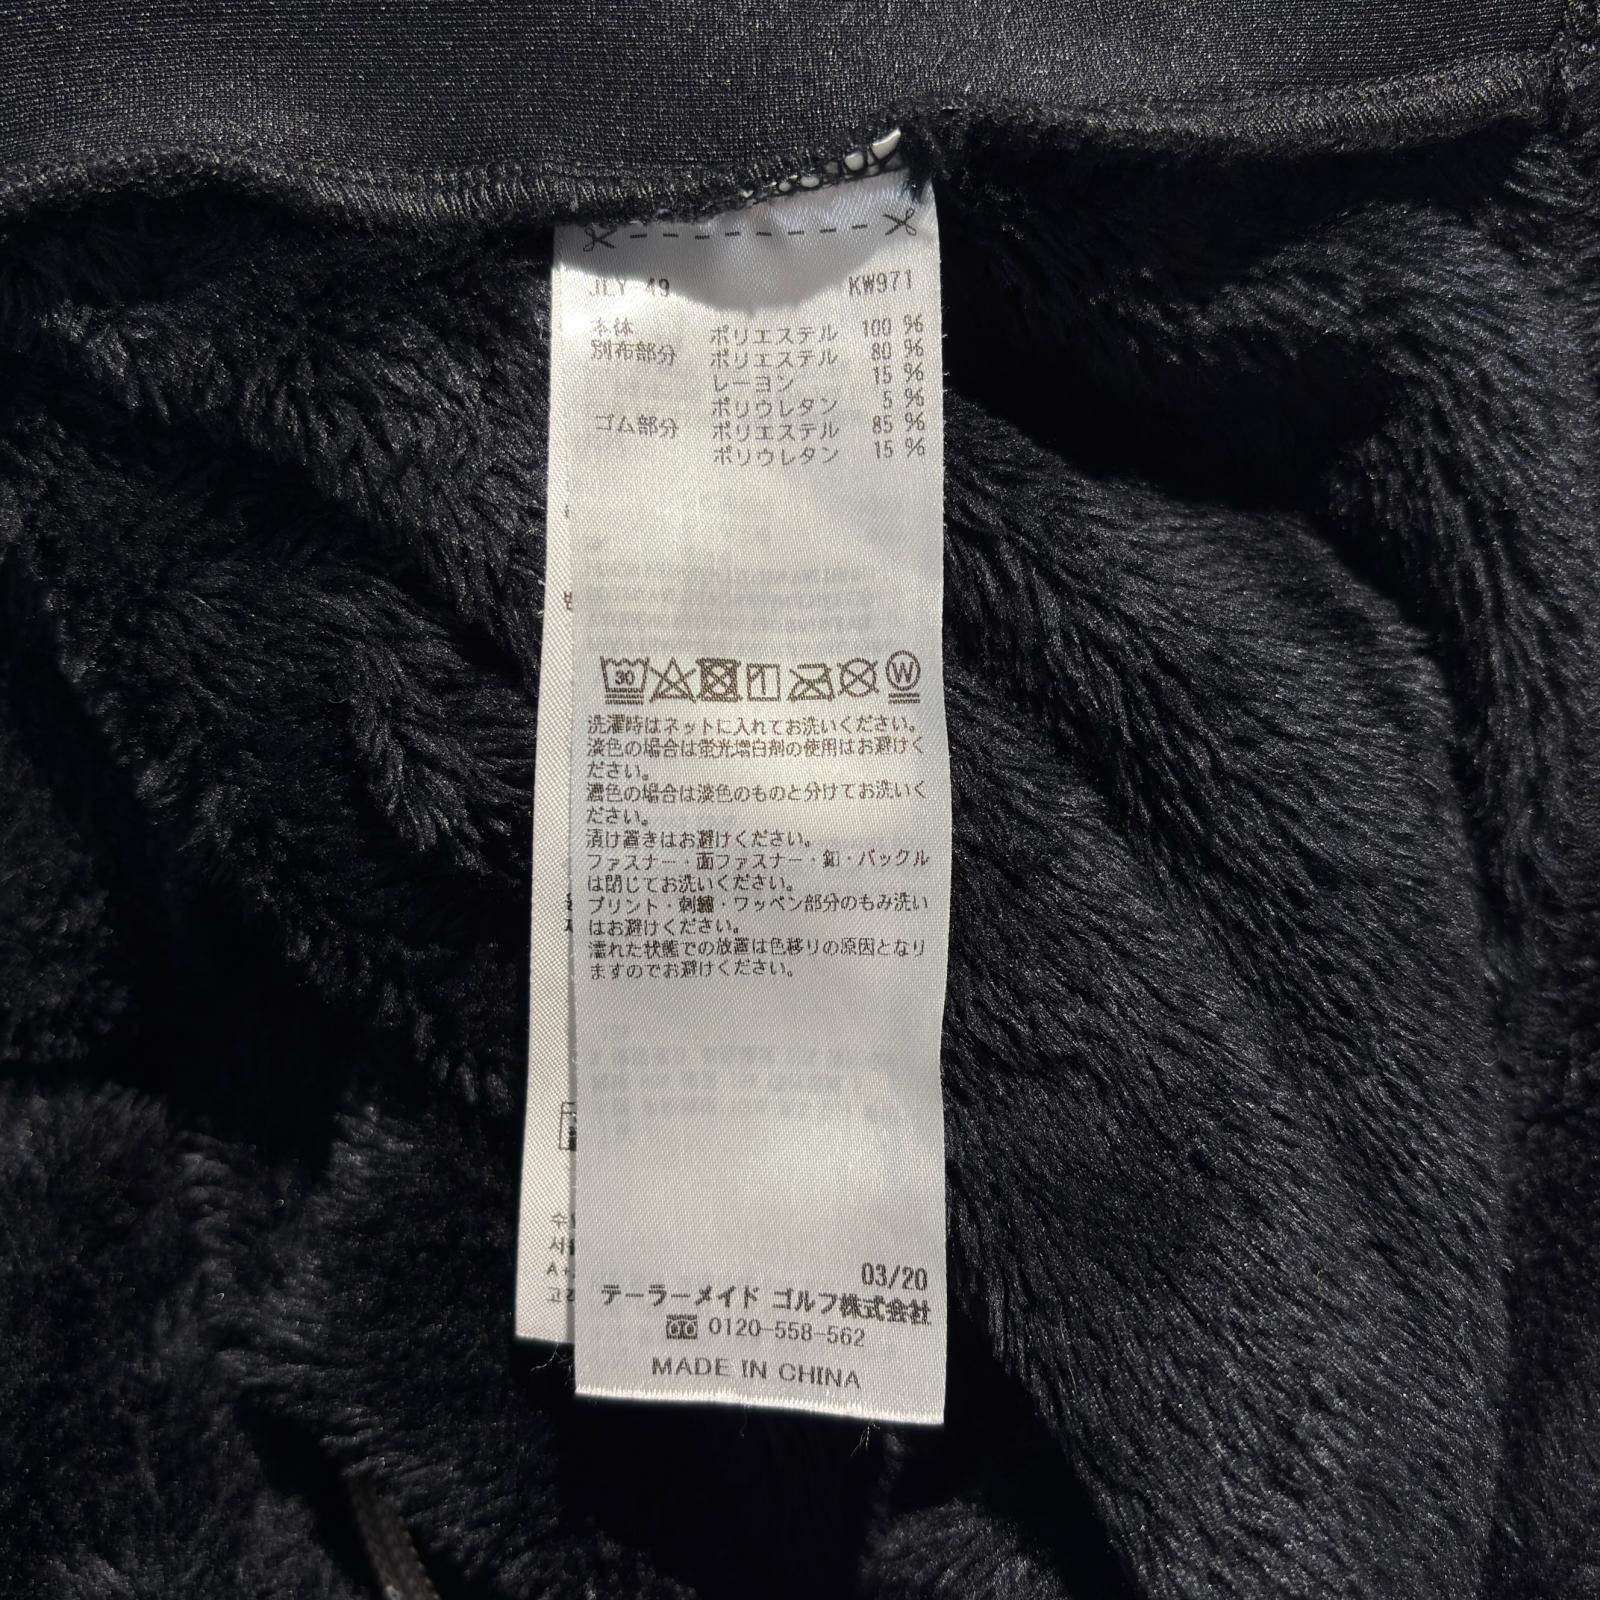 JLY 49 KW971
本体 ポリエステル 100 %
別布部分 ポリエステル 80 %
レーヨン 15 %
ポリウレタン 5 %
ゴム部分 ポリエステル 85 %
ポリウレタン 15 %
30 W
洗濯時はネットに入れてお洗いください。
淡色の場合は蛍光増白剤の使用はお避けく
ださい。
濃色の場合は淡色のものと分けてお洗いく
ださい。
漬け置きはお避けください。
ファスナー・面ファスナー・釦・バックル
は閉じてお洗いください。
プリント・刺繍・ワッペン部分のもみ洗い
はお避けください。
濡れた状態での放置は色移りの原因となり
ますのでお避けください。
03/20
テーラーメイド ゴルフ株式会社
0120-558-562
MADE IN CHINA
수
서
A+
고